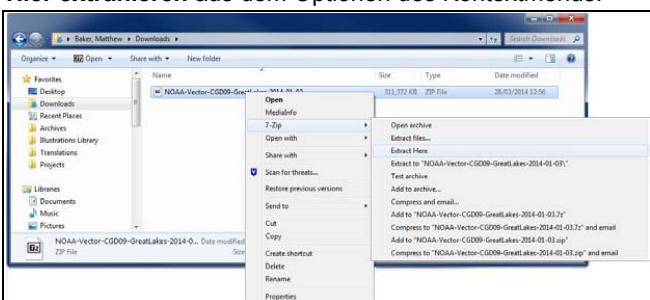 Hier extrahieren aus dem Optionen des Kontextmenüs.
Baker, Matthew ▸ Downloads ▸
Search Downloads
Organize
Open
Share with
New folder
Name
Size
Type
Date modified
Favorites
Desktop
Downloads
Recent Places
Archives
Illustrations Library
Translations
Projects
Libraries
Documents
Music
Pictures
NOAA-Vector-CGD09-GreatLakes-2014-01-03
311,372 KB
ZIP File
28/03/2014 12:56
Open
MediaInfo
7-Zip
Open with
Share with
Scan for threats...
Restore previous versions
Send to
Cut
Copy
Create shortcut
Delete
Rename
Properties
Open archive
Extract files...
Extract Here
Extract to "NOAA-Vector-CGD09-GreatLakes-2014-01-03\"
Test archive
Add to archive...
Compress and email...
Add to "NOAA-Vector-CGD09-GreatLakes-2014-01-03.7z"
Compress to "NOAA-Vector-CGD09-GreatLakes-2014-01-03.7z" and email
Add to "NOAA-Vector-CGD09-GreatLakes-2014-01-03.zip"
Compress to "NOAA-Vector-CGD09-GreatLakes-2014-01-03.zip" and email
NOAA-Vector-CGD09-GreatLakes-2014-0... Date modified
ZIP File
Size